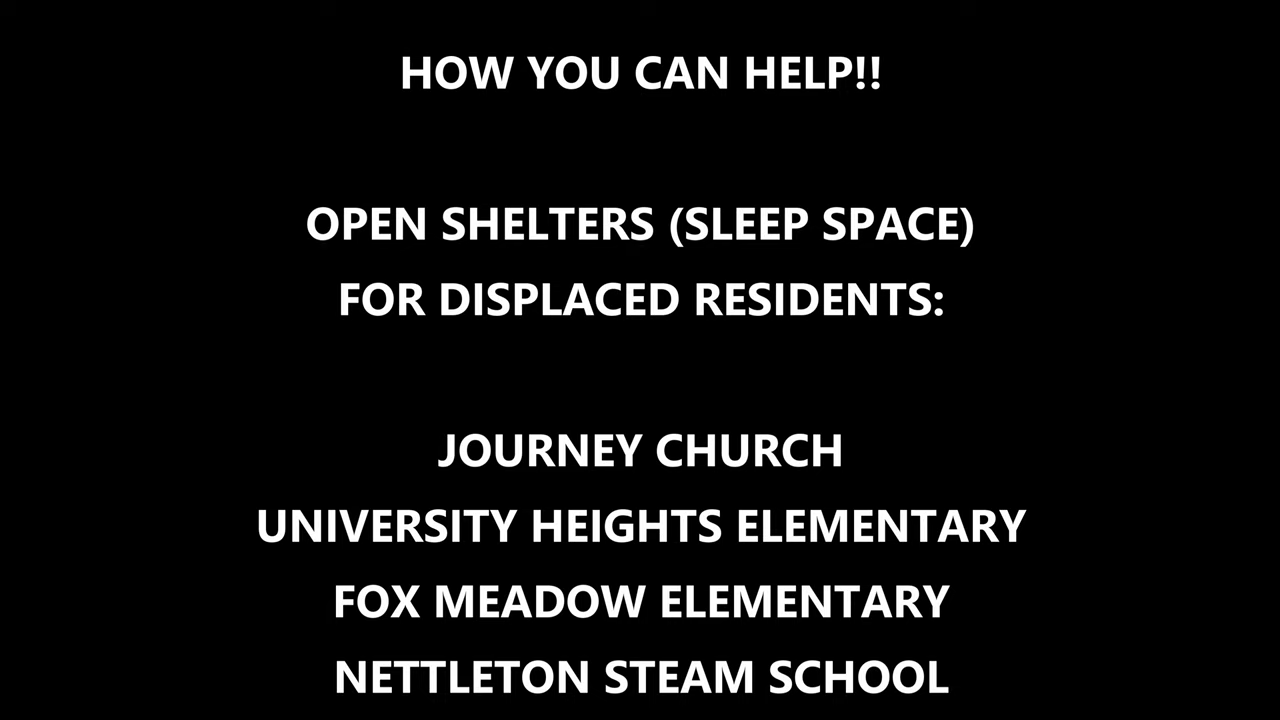 HOW YOU CAN HELP!!
OPEN SHELTERS (SLEEP SPACE)
FOR DISPLACED RESIDENTS:
JOURNEY CHURCH
UNIVERSITY HEIGHTS ELEMENTARY
FOX MEADOW ELEMENTARY
NETTLETON STEAM SCHOOL